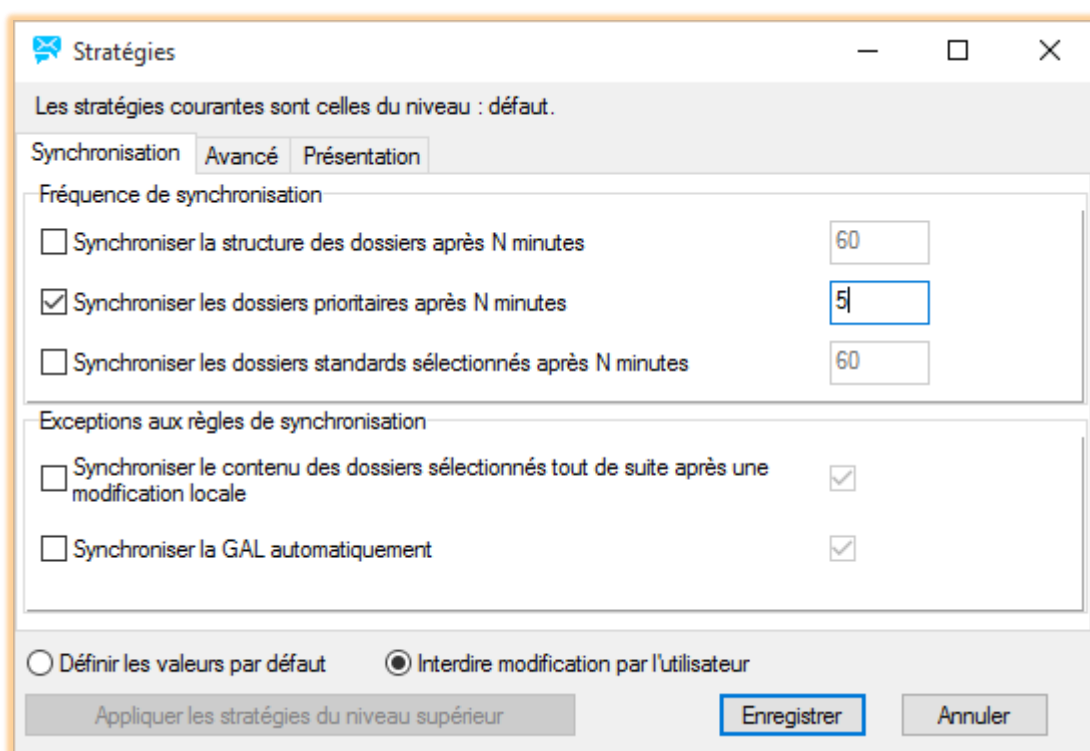 Stratégies
Les stratégies courantes sont celles du niveau : défaut.
Synchronisation Avancé Présentation
Fréquence de synchronisation
Synchroniser la structure des dossiers après N minutes 60
Synchroniser les dossiers prioritaires après N minutes 5
Synchroniser les dossiers standards sélectionnés après N minutes 60
Exceptions aux règles de synchronisation
Synchroniser le contenu des dossiers sélectionnés tout de suite après une
modification locale
Synchroniser la GAL automatiquement
Définir les valeurs par défaut Interdire modification par l'utilisateur
Appliquer les stratégies du niveau supérieur Enregistrer Annuler